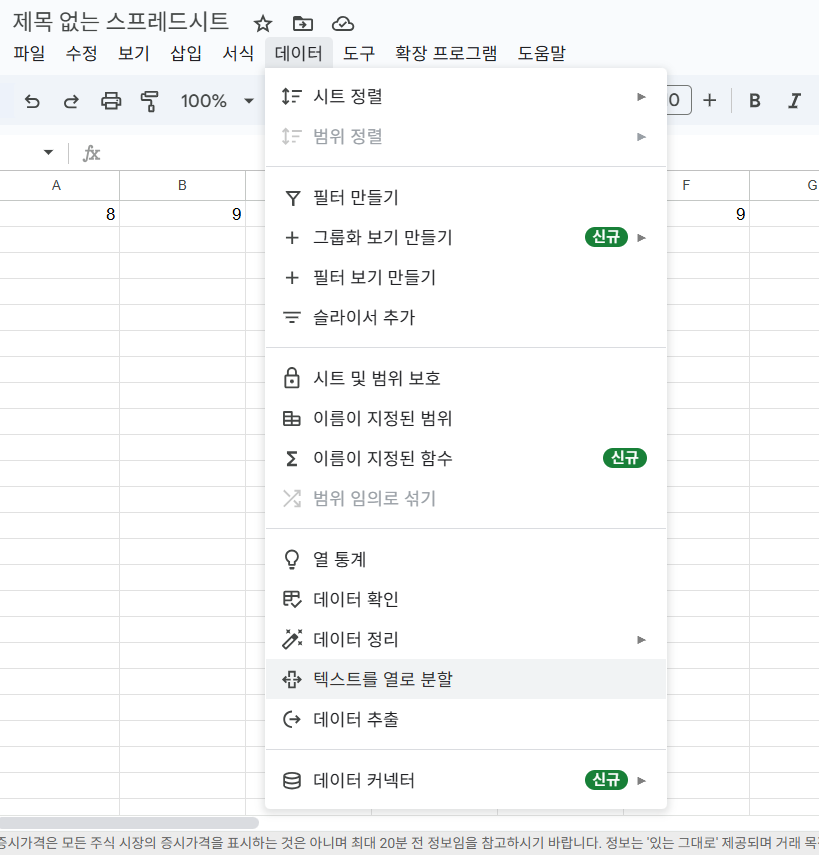 제목 없는 스프레드시트
파일 수정 보기 삽입 서식 데이터 도구 확장 프로그램 도움말
100% 0 + B I
fx
A B F G
8 9 9
시트 정렬
범위 정렬
필터 만들기
그룹화 보기 만들기 신규
필터 보기 만들기
슬라이서 추가
시트 및 범위 보호
이름이 지정된 범위
이름이 지정된 함수 신규
범위 임의로 섞기
열 통계
데이터 확인
데이터 정리
텍스트를 열로 분할
데이터 추출
데이터 커넥터 신규
증시가격은 모든 주식 시장의 증시가격을 표시하는 것은 아니며 최대 20분 전 정보임을 참고하시기 바랍니다. 정보는 '있는 그대로' 제공되며 거래 목